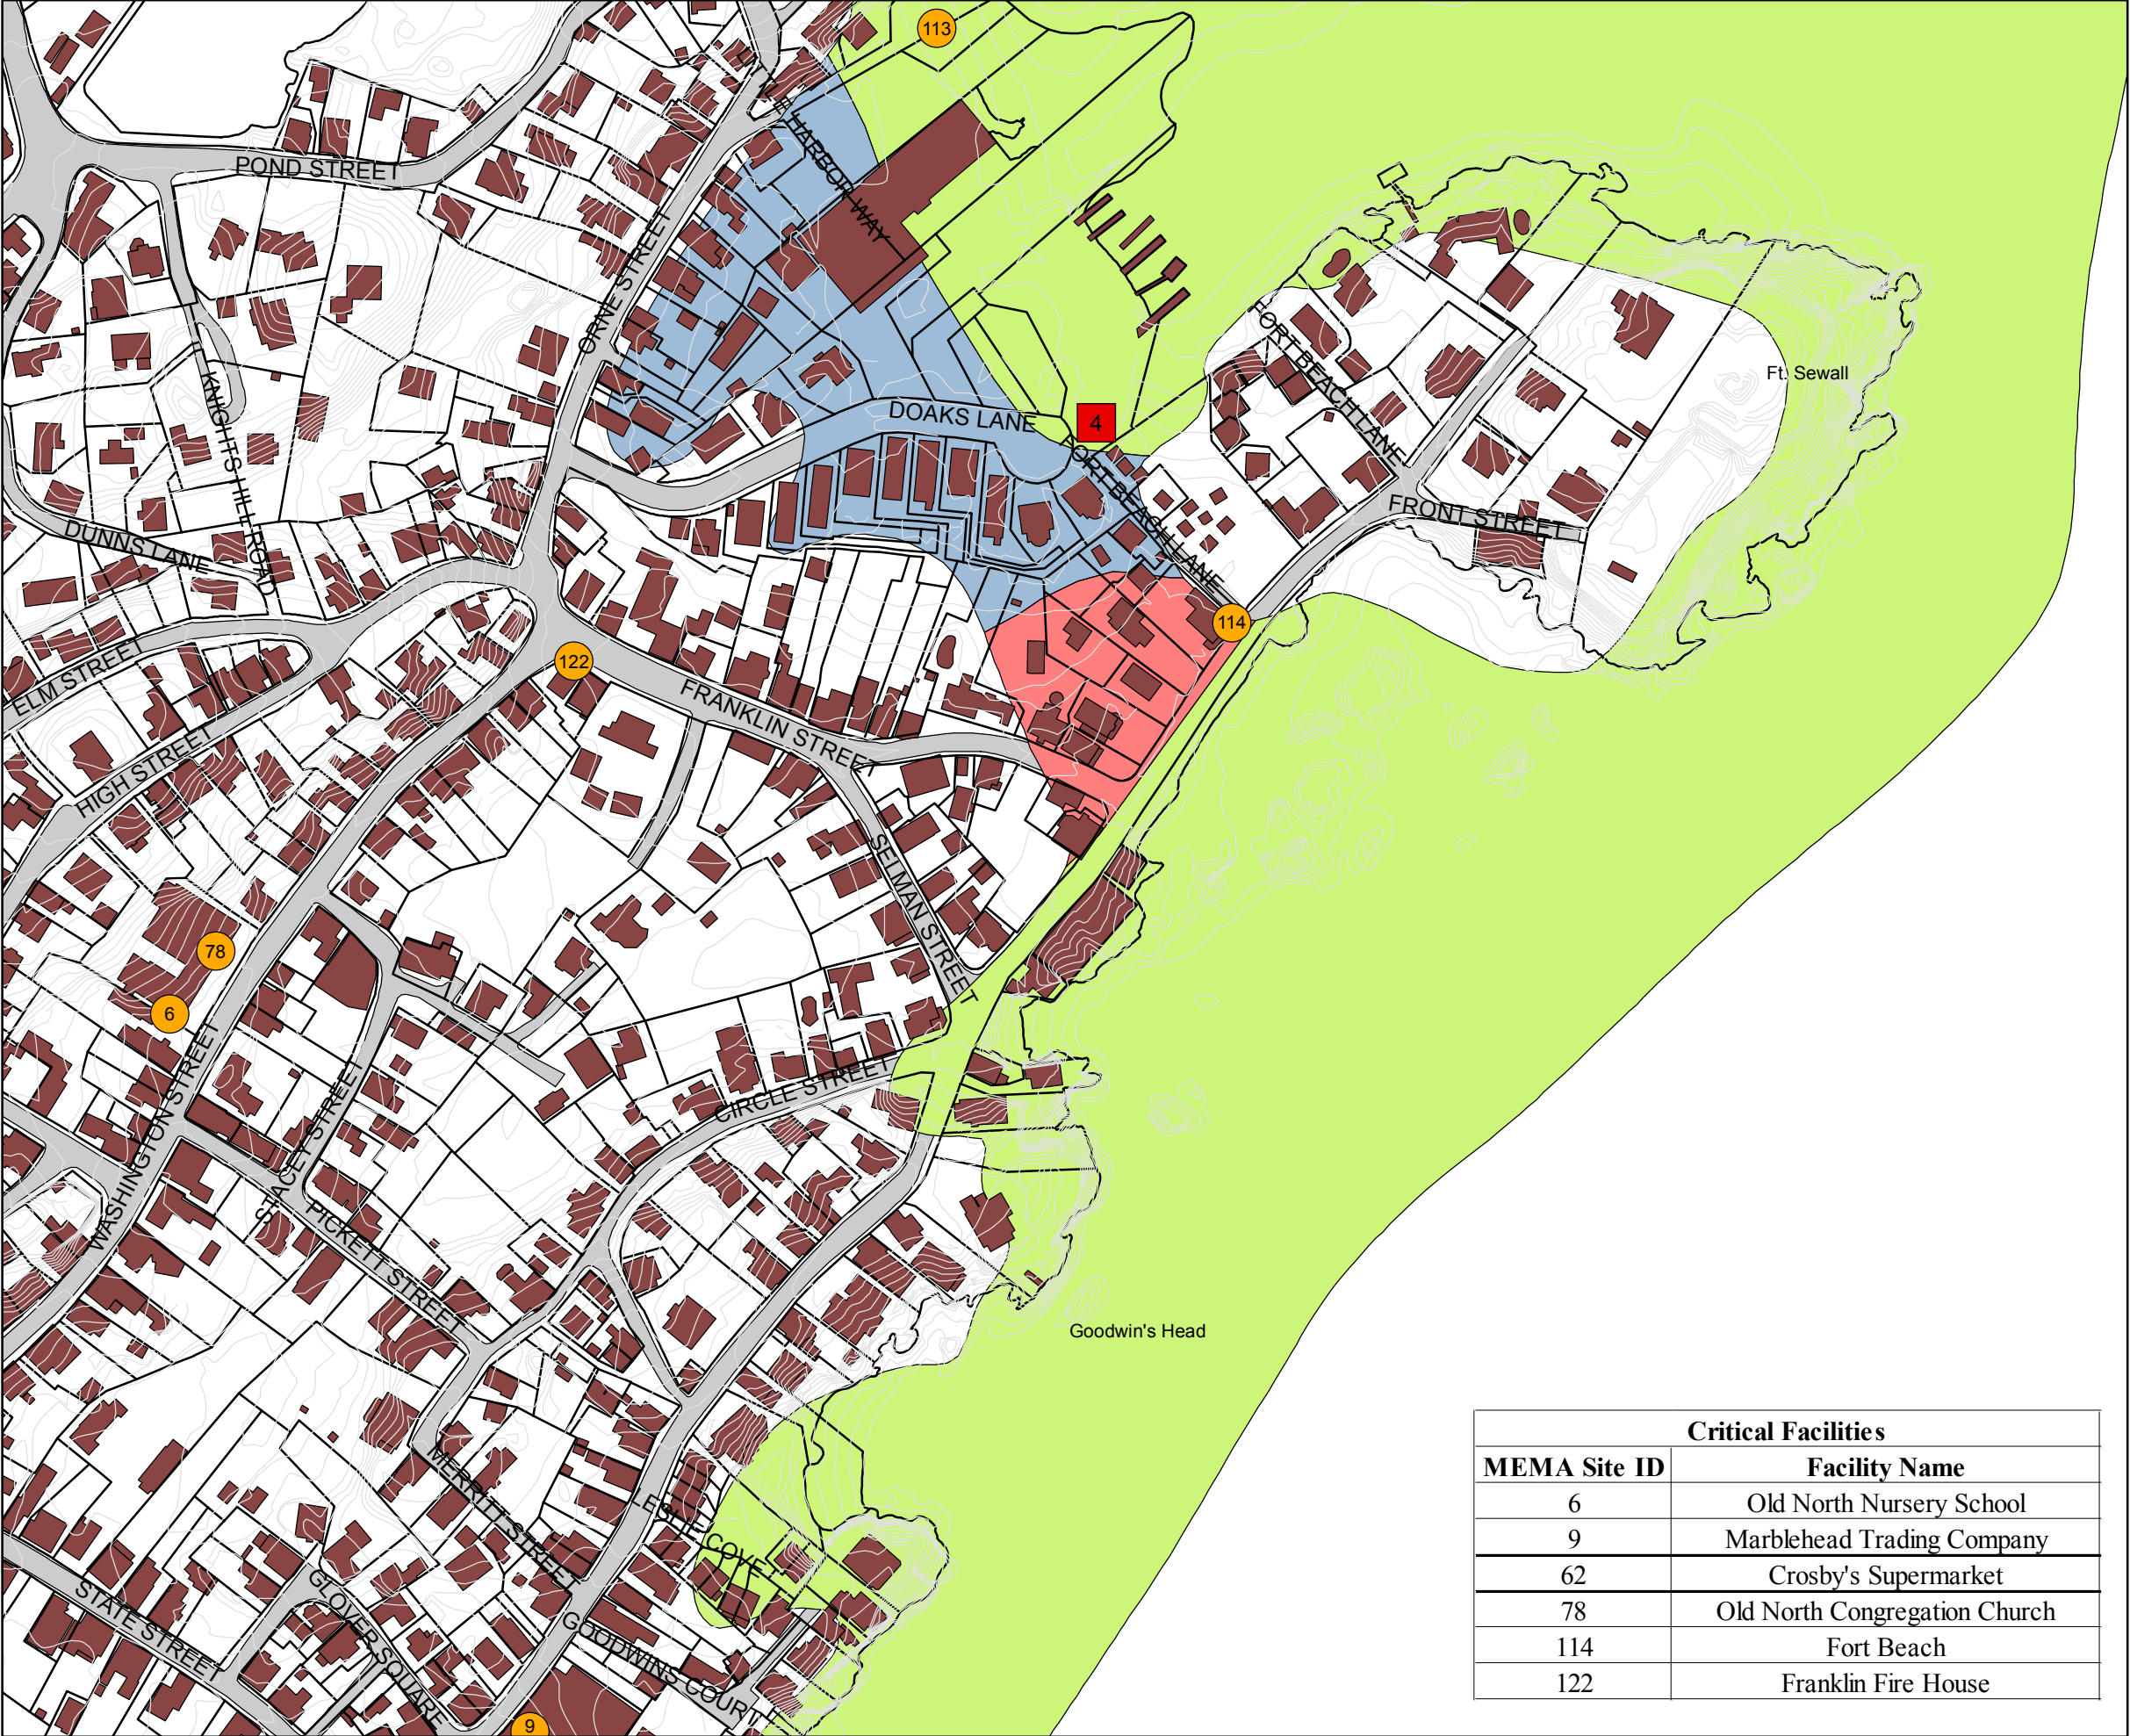 113
LITTLE HARBOR WAY
POND STREET
ORNE STREET
FORT BEACH LANE
Ft. Sewall
KNIGHTS HILL ROAD
DOAKS LANE
4
FORT BEACH LANE
FRONT STREET
DUNNS LANE
114
122
ELM STREET
FRANKLIN STREET
HIGH STREET
SELMAN STREET
78
6
CIRCLE STREET
WASHINGTON STREET
STACEY STREET
PICKETT STREET
Goodwin's Head
MERRITT STREET
LESLIE COVE
STATE STREET
GLOVER SQUARE
GOODWINS COURT
9
Critical Facilities
MEMA Site ID Facility Name
6 Old North Nursery School
9 Marblehead Trading Company
62 Crosby's Supermarket
78 Old North Congregation Church
114 Fort Beach
122 Franklin Fire House